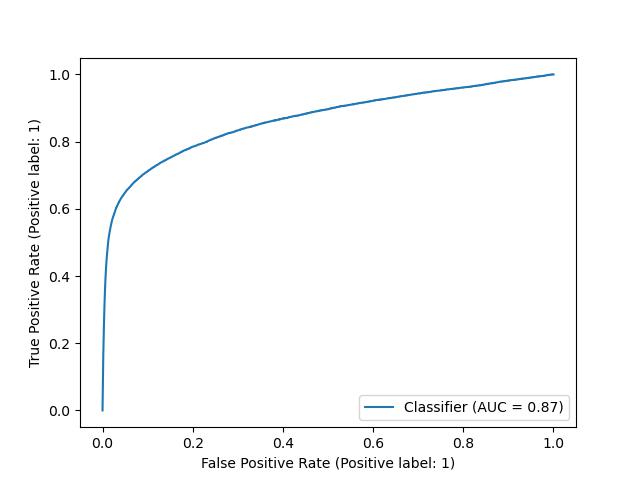 1.0
0.8
0.6
0.4
0.2
0.0
True Positive Rate (Positive label: 1)
Classifier (AUC = 0.87)
0.0 0.2 0.4 0.6 0.8 1.0
False Positive Rate (Positive label: 1)